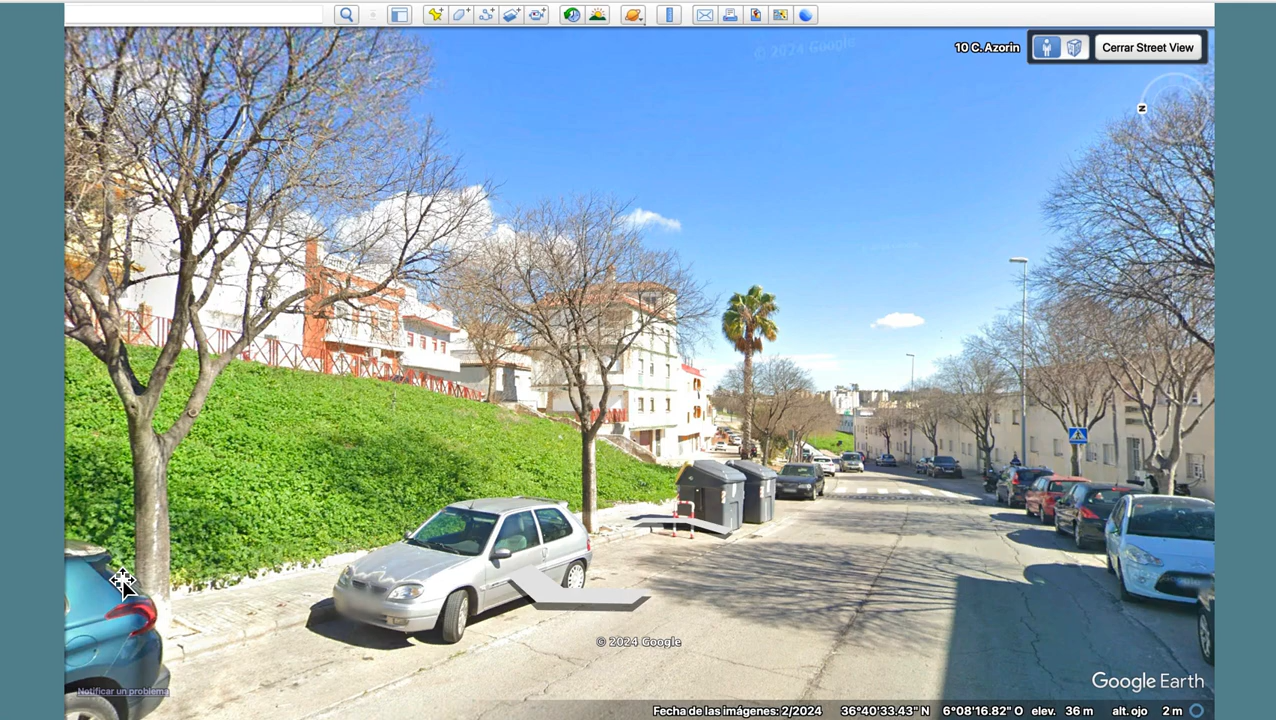 © 2024 Google
10 C. Azorin
Cerrar Street View
N
© 2024 Google
Google Earth
Notificar un problema
Fecha de las imágenes: 2/2024 36°40'33.43" N 6°08'16.82" O elev. 36 m alt. ojo 2 m